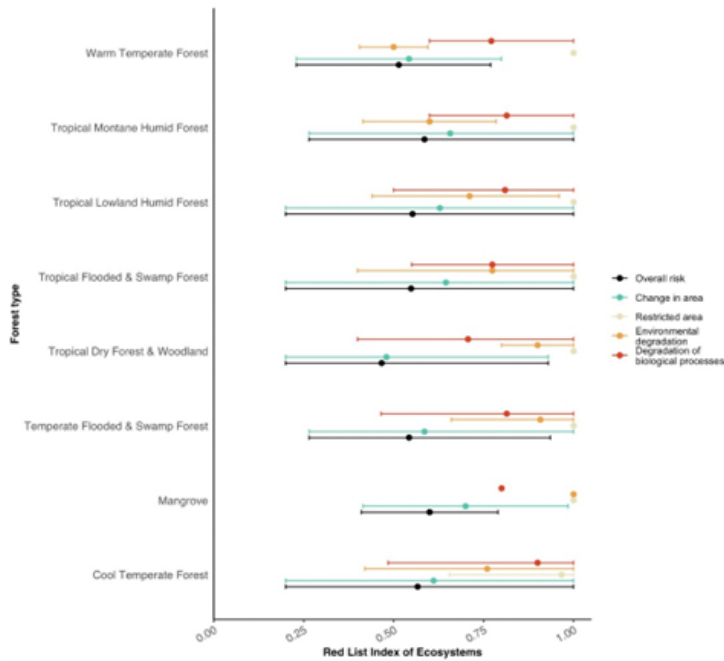 Forest type
Warm Temperate Forest
Tropical Montane Humid Forest
Tropical Lowland Humid Forest
Tropical Flooded & Swamp Forest
Tropical Dry Forest & Woodland
Temperate Flooded & Swamp Forest
Mangrove
Cool Temperate Forest
0.00
0.25
0.50
0.75
1.00
Red List Index of Ecosystems
Overall risk
Change in area
Restricted area
Environmental
degradation
Degradation of
biological processes